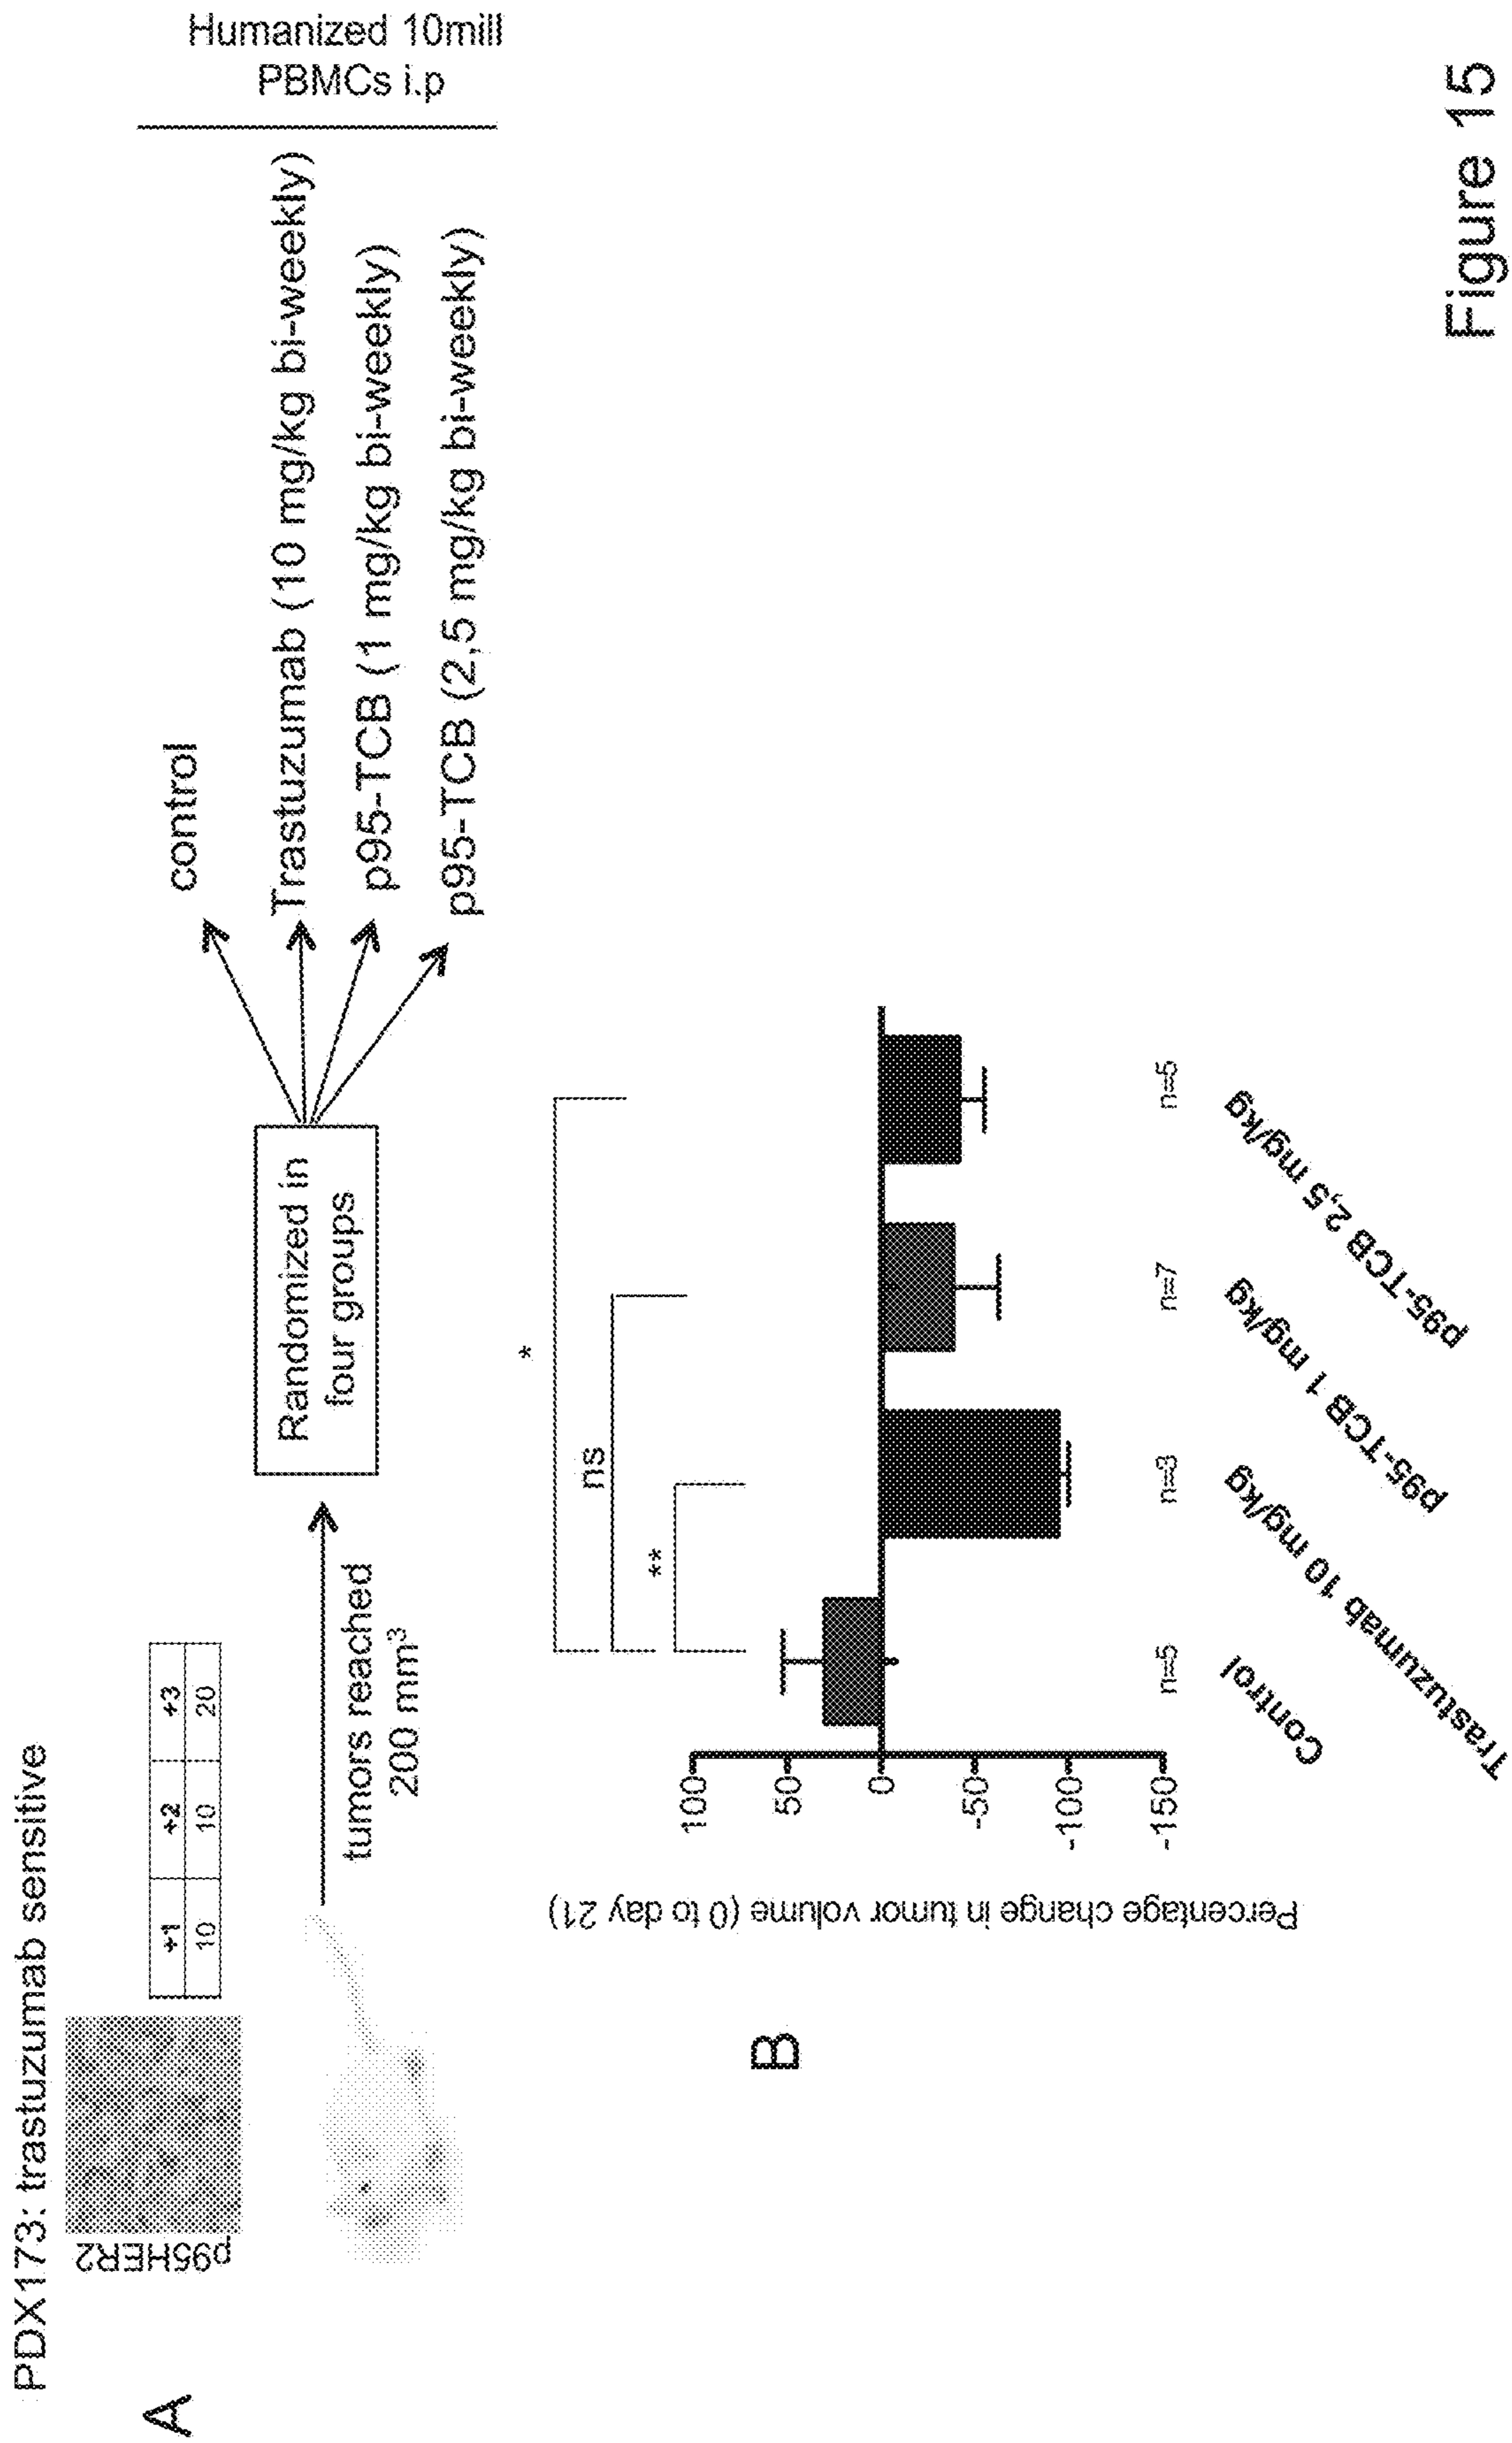 PDX173: trastuzumab sensitive
A
p95HER2
+1 +2 +3
10 10 20
tumors reached
200 mm³
Randomized in
four groups
control
Trastuzumab (10 mg/kg bi-weekly)
p95-TCB (1 mg/kg bi-weekly)
p95-TCB (2,5 mg/kg bi-weekly)
Humanized 10mill
PBMCs i.p
B
Percentage change in tumor volume (0 to day 21)
100
50
0
-50
-100
-150
*
ns
**
n=5 n=3 n=7 n=5
Control
Trastuzumab 10 mg/kg
p95-TCB 1 mg/kg
p95-TCB 2,5 mg/kg
Figure 15